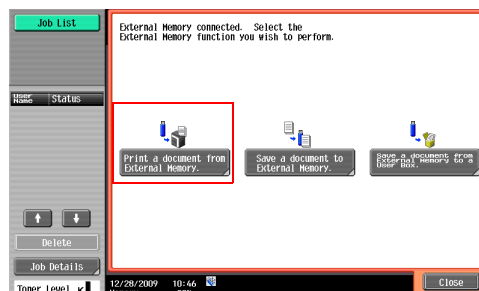 Job List
External Memory connected.  Select the
External Memory function you wish to perform.
User
Name
Status
Print a document from
External Memory.
Save a document to
External Memory.
Save a document from
External Memory to a
User Box.
Delete
Job Details
Toner Level K
12/28/2009 10:46
Close